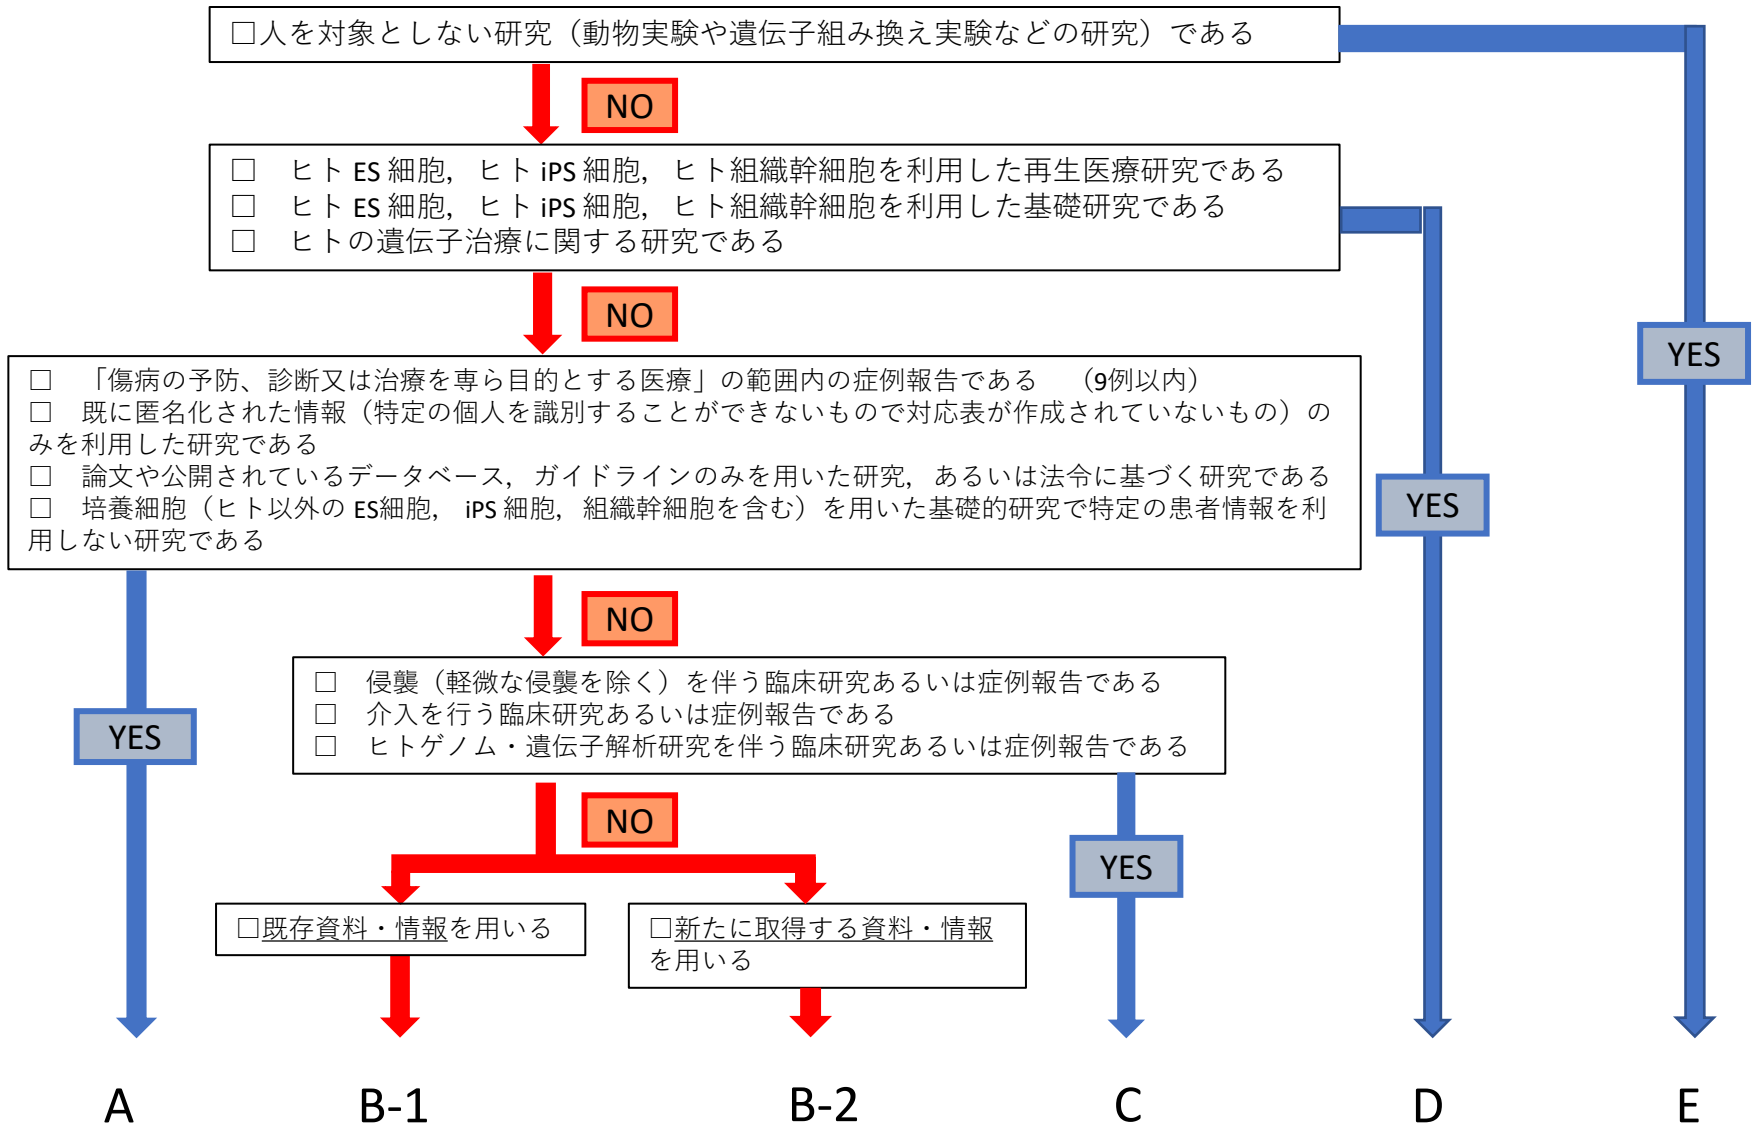 □人を対象としない研究（動物実験や遺伝子組み換え実験などの研究）である
NO
□ ヒト ES 細胞，ヒト iPS 細胞，ヒト組織幹細胞を利用した再生医療研究である
□ ヒト ES 細胞，ヒト iPS 細胞，ヒト組織幹細胞を利用した基礎研究である
□ ヒトの遺伝子治療に関する研究である
NO
YES
□ 「傷病の予防、診断又は治療を専ら目的とする医療」の範囲内の症例報告である （9例以内）
□ 既に匿名化された情報（特定の個人を識別することができないもので対応表が作成されていないもの）の
みを利用した研究である
□ 論文や公開されているデータベース，ガイドラインのみを用いた研究，あるいは法令に基づく研究である
□ 培養細胞（ヒト以外の ES細胞， iPS 細胞，組織幹細胞を含む）を用いた基礎的研究で特定の患者情報を利
用しない研究である
YES
NO
□ 侵襲（軽微な侵襲を除く）を伴う臨床研究あるいは症例報告である
□ 介入を行う臨床研究あるいは症例報告である
□ ヒトゲノム・遺伝子解析研究を伴う臨床研究あるいは症例報告である
YES
NO
YES
□既存資料・情報を用いる
□新たに取得する資料・情報
を用いる
A
B-1
B-2
C
D
E